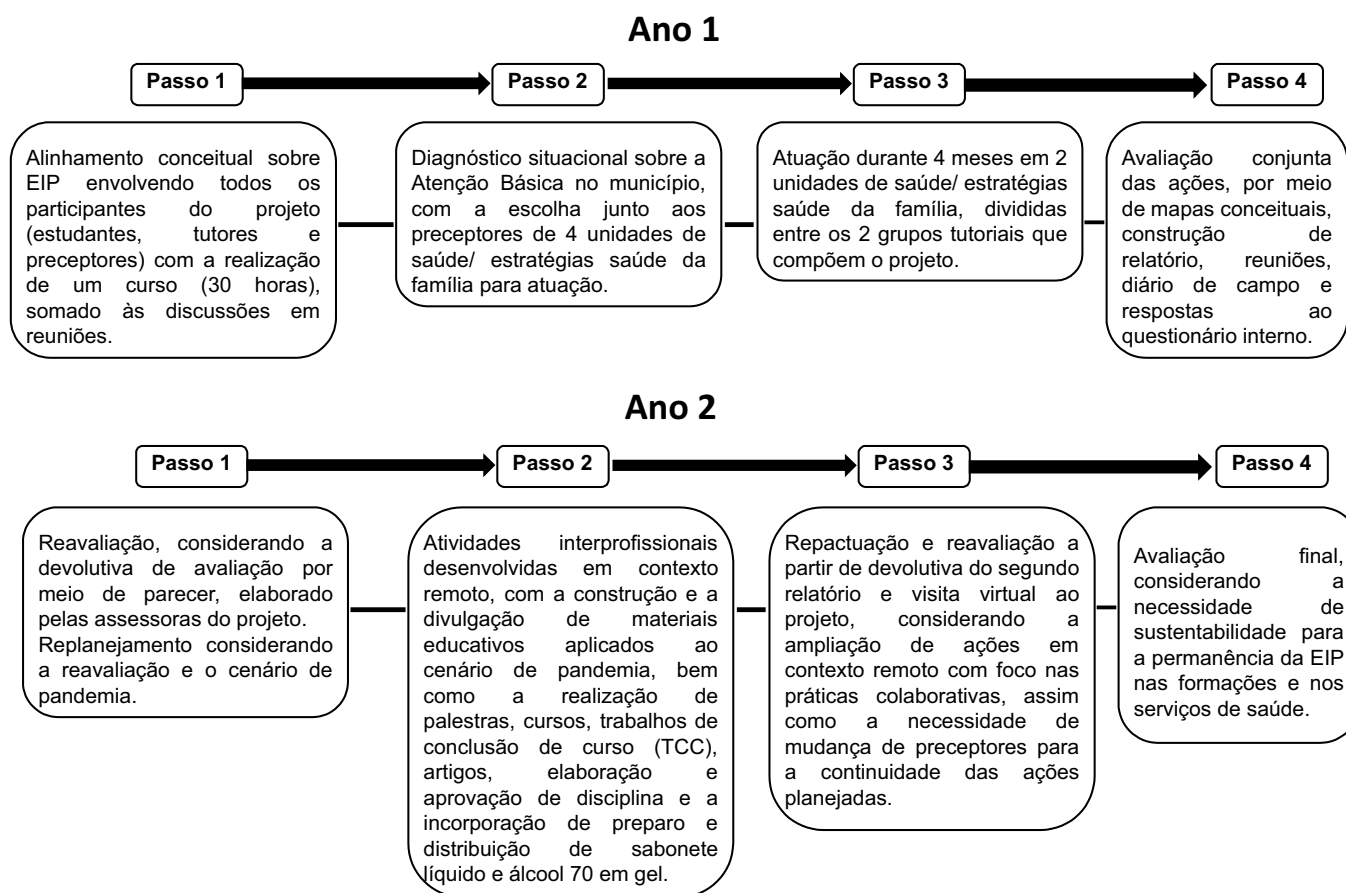 Ano 1
Passo 1
Passo 2
Passo 3
Passo 4
Alinhamento conceitual sobre
EIP envolvendo todos os
participantes do projeto
(estudantes, tutores e
preceptores) com a realização
de um curso (30 horas),
somado às discussões em
reuniões.
Diagnóstico situacional sobre a
Atenção Básica no município,
com a escolha junto aos
preceptores de 4 unidades de
saúde/ estratégias saúde da
família para atuação.
Atuação durante 4 meses em 2
unidades de saúde/ estratégias
saúde da família, divididas
entre os 2 grupos tutoriais que
compõem o projeto.
Avaliação conjunta
das ações, por meio
de mapas conceituais,
construção de
relatório, reuniões,
diário de campo e
respostas ao
questionário interno.
Ano 2
Passo 1
Passo 2
Passo 3
Passo 4
Reavaliação, considerando a
devolutiva de avaliação por
meio de parecer, elaborado
pelas assessoras do projeto.
Replanejamento considerando
a reavaliação e o cenário de
pandemia.
Atividades interprofissionais
desenvolvidas em contexto
remoto, com a construção e a
divulgação de materiais
educativos aplicados ao
cenário de pandemia, bem
como a realização de
palestras, cursos, trabalhos de
conclusão de curso (TCC),
artigos, elaboração e
aprovação de disciplina e a
incorporação de preparo e
distribuição de sabonete
líquido e álcool 70 em gel.
Repactuação e reavaliação a
partir de devolutiva do segundo
relatório e visita virtual ao
projeto, considerando a
ampliação de ações em
contexto remoto com foco nas
práticas colaborativas, assim
como a necessidade de
mudança de preceptores para
a continuidade das ações
planejadas.
Avaliação final,
considerando a
necessidade de
sustentabilidade para
a permanência da EIP
nas formações e nos
serviços de saúde.